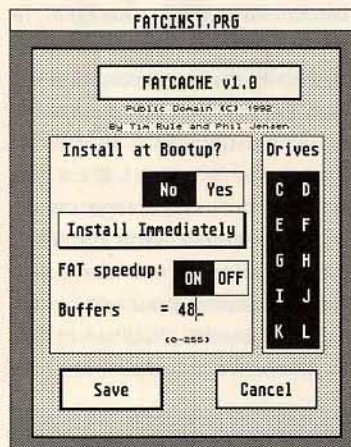 FATCINST.PRG
FATCACHE v1.0
Public Domain (C) 1992
By Tim Rule and Phil Jensen
Install at Bootup?
No Yes
Install Immediately
FAT speedup: ON OFF
Buffers = 48_
(0-255)
Drives
C D
E F
G H
I J
K L
Save
Cancel